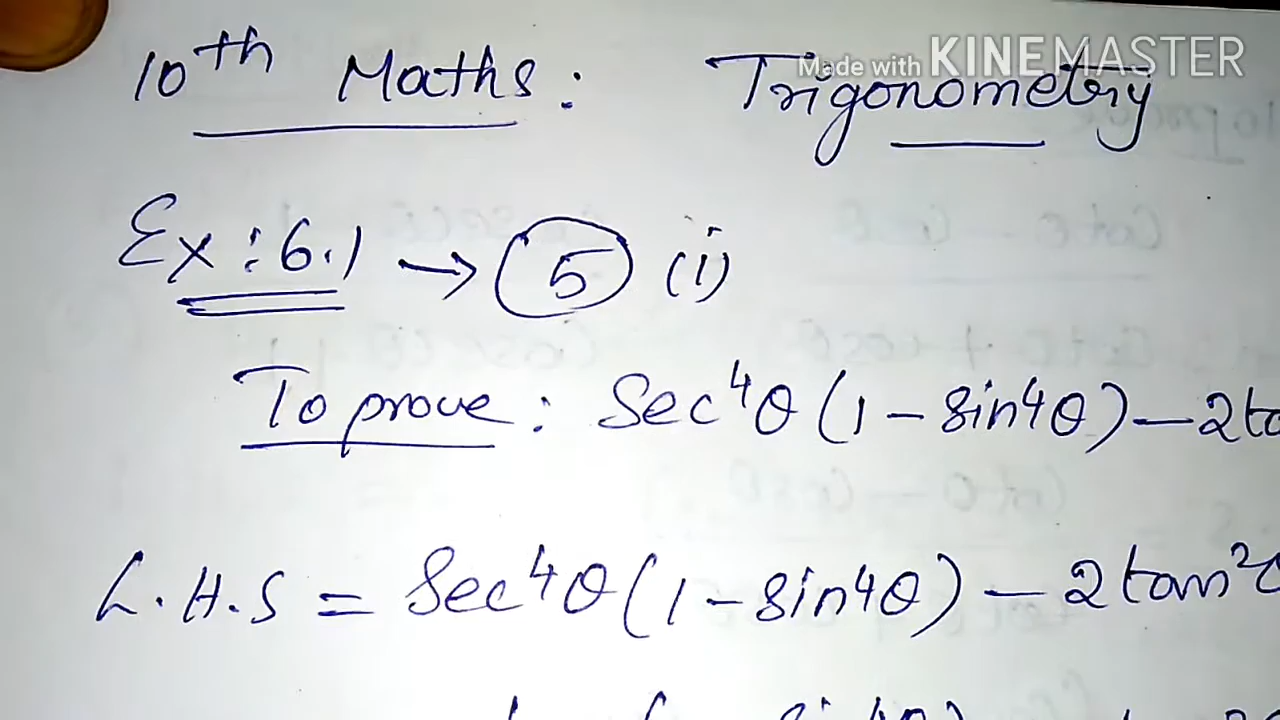 Made with KINEMASTER
10th Maths: Trigonometry
Ex:6.1 → 5 (i)
To prove: Sec⁴θ(1-sin⁴θ)-2ta
L.H.S = Sec⁴θ(1-sin⁴θ)-2tan²θ